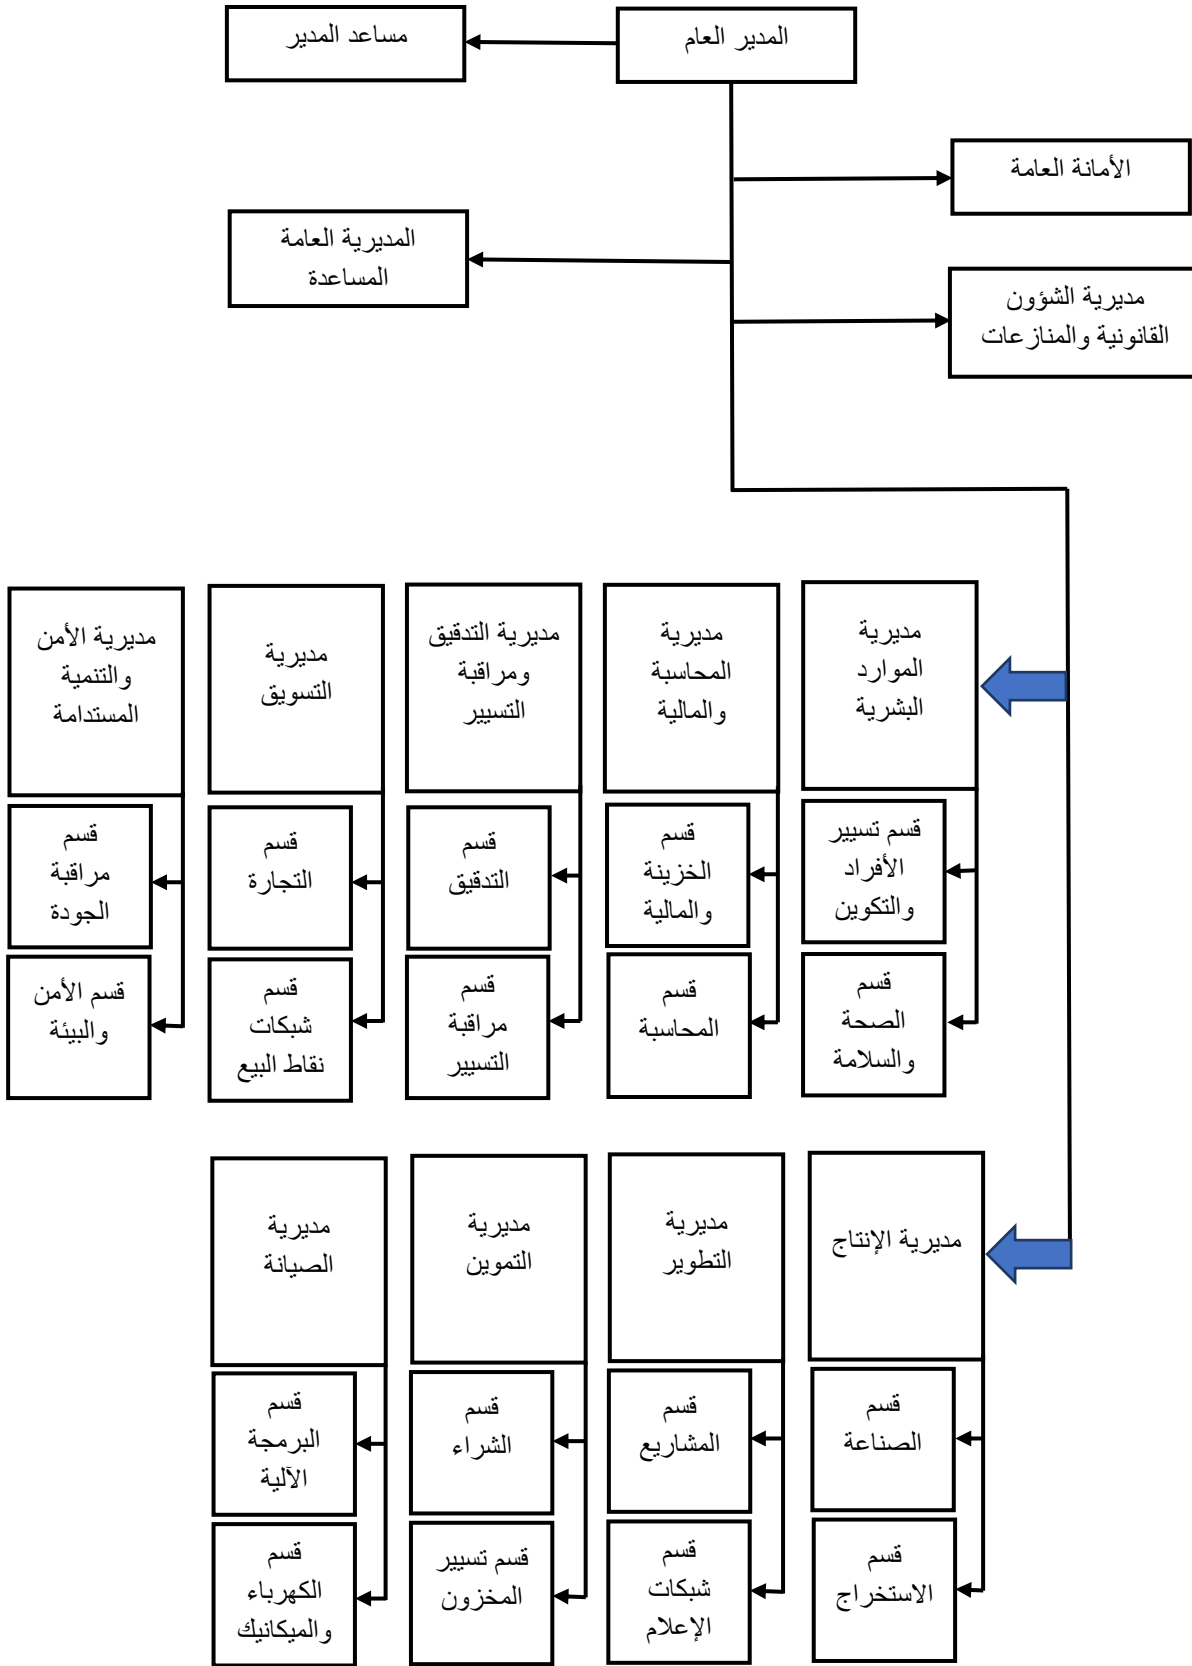 المدير العام
مساعد المدير
الأمانة العامة
المديرية العامة
المساعدة
مديرية الشؤون
القانونية والمنازعات
مديرية
الموارد
البشرية
مديرية
المحاسبة
والمالية
مديرية التدقيق
ومراقبة
التسيير
مديرية
التسويق
مديرية الأمن
والتنمية
المستدامة
قسم تسيير
الأفراد
والتكوين
قسم
الخزينة
والمالية
قسم
التدقيق
قسم
التجارة
قسم
مراقبة
الجودة
قسم
الصحة
والسلامة
قسم
المحاسبة
قسم
مراقبة
التسيير
قسم
شبكات
نقاط البيع
قسم الأمن
والبيئة
مديرية الإنتاج
مديرية
التطوير
مديرية
التموين
مديرية
الصيانة
قسم
الصناعة
قسم
المشاريع
قسم
الشراء
قسم
البرمجة
الآلية
قسم
الاستخراج
قسم
شبكات
الإعلام
قسم تسيير
المخزون
قسم
الكهرباء
والميكانيك